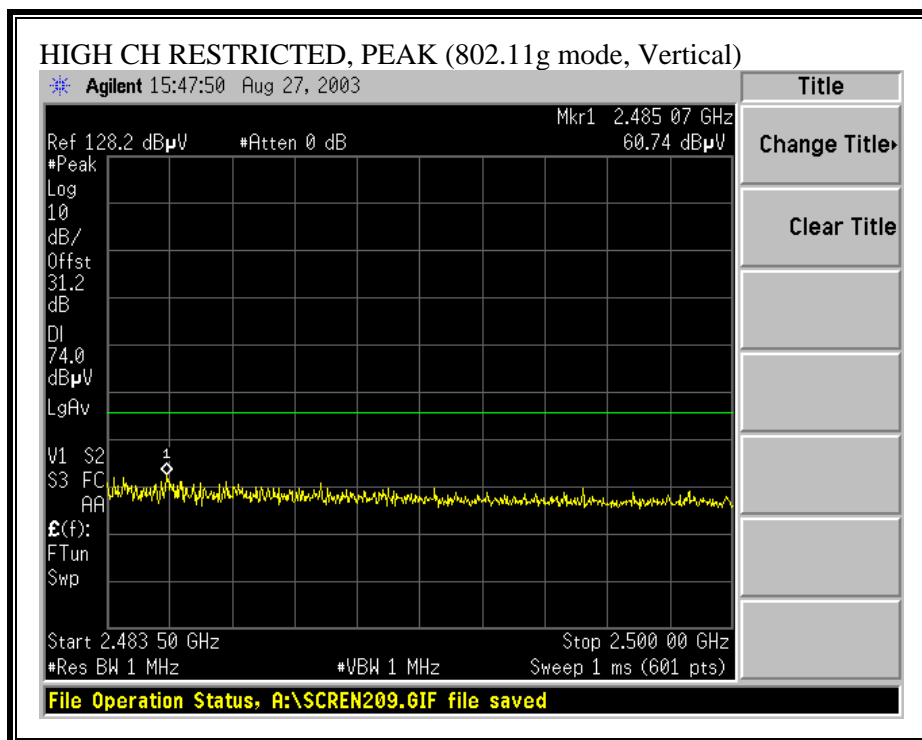 HIGH CH RESTRICTED, PEAK (802.11g mode, Vertical)
Agilent 15:47:50 Aug 27, 2003
Title
Mkr1 2.485 07 GHz
Ref 128.2 dBµV #Atten 0 dB 60.74 dBµV
Change Title
Clear Title
#Peak
Log
10
dB/
Offst
31.2
dB
DI
74.0
dBµV
LgAv
V1 S2
S3 FC
AA
£(f):
FTun
Swp
1
Start 2.483 50 GHz Stop 2.500 00 GHz
#Res BW 1 MHz #VBW 1 MHz Sweep 1 ms (601 pts)
File Operation Status, A:\SCREN209.GIF file saved